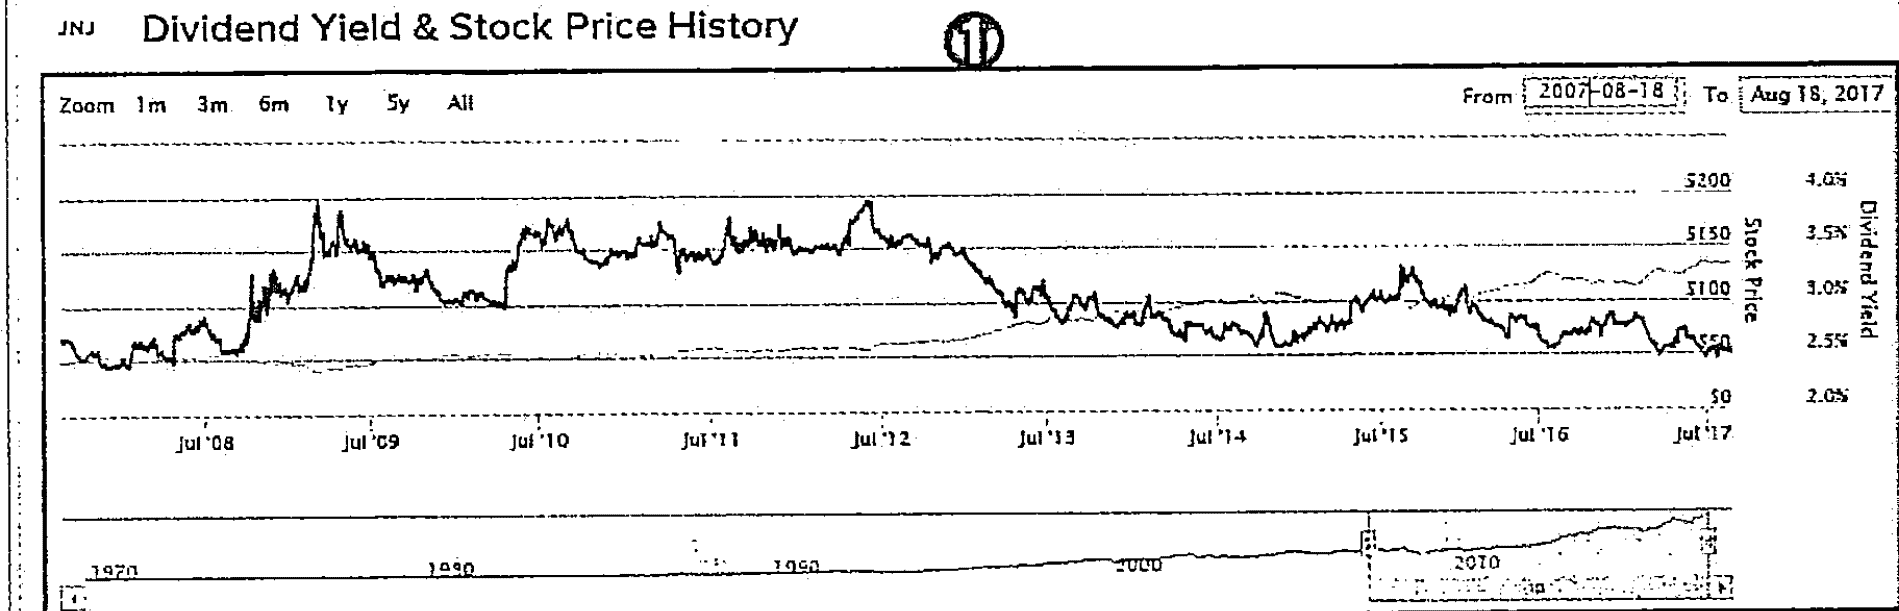 JNJ Dividend Yield & Stock Price History
1
Zoom 1m 3m 6m 1y 5y All From 2007-08-18 To Aug 18, 2017
$200 4.0%
$150 3.5%
$100 3.0%
$50 2.5%
$0 2.0%
Stock Price
Dividend Yield
Jul '08 Jul '09 Jul '10 Jul '11 Jul '12 Jul '13 Jul '14 Jul '15 Jul '16 Jul '17
1970 1980 1990 2000 2010